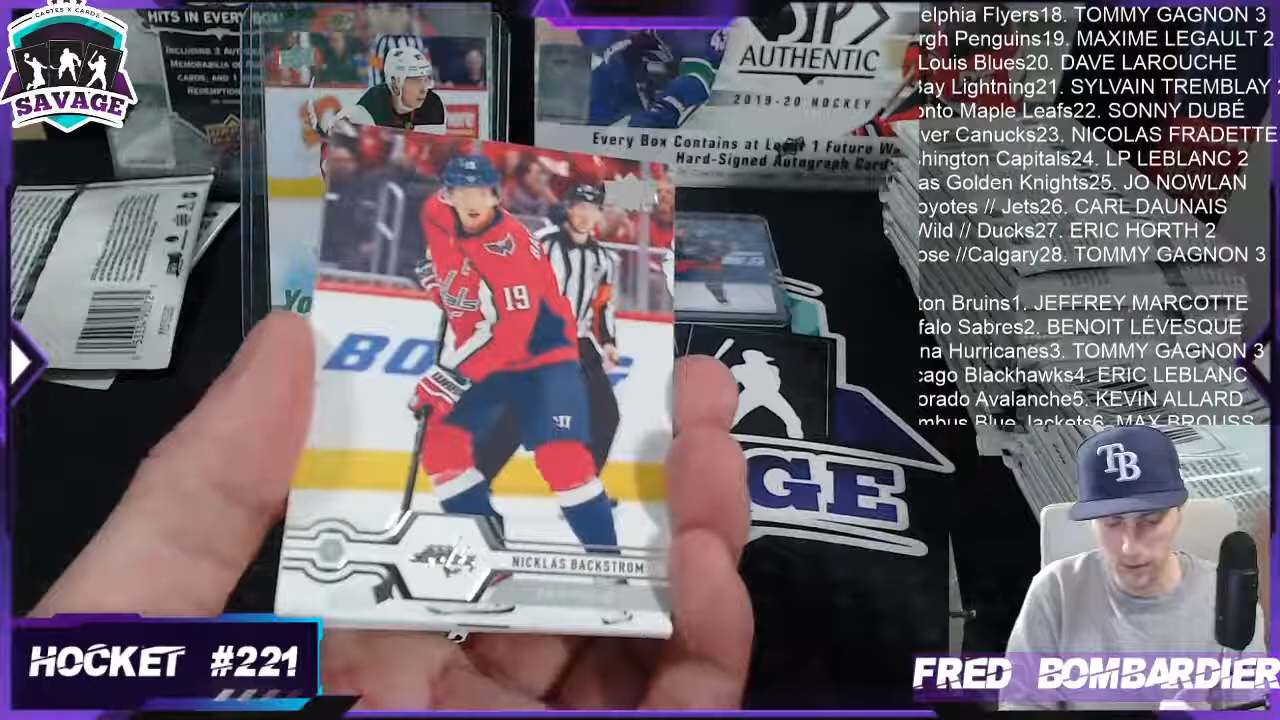 CARTES X CARDS
SAVAGE
HITS IN EVERY BOX!
INCLUDING 3
MEMORABILIA
CARDS, AND 1
REDEMPTION
SP
AUTHENTIC
2019-20 HOCKEY
Every Box Contains at Least 1 Future
Hard-Signed Autograph Card
elphia Flyers18. TOMMY GAGNON 3
rgh Penguins19. MAXIME LEGAULT 2
Louis Blues20. DAVE LAROUCHE
ay Lightning21. SYLVAIN TREMBLAY 2
onto Maple Leafs22. SONNY DUBÉ
ver Canucks23. NICOLAS FRADETTE
hington Capitals24. LP LEBLANC 2
as Golden Knights25. JO NOWLAN
oyotes // Jets26. CARL DAUNAIS
Wild // Ducks27. ERIC HORTH 2
ose //Calgary28. TOMMY GAGNON 3
ton Bruins1. JEFFREY MARCOTTE
falo Sabres2. BENOIT LÉVESQUE
na Hurricanes3. TOMMY GAGNON 3
cago Blackhawks4. ERIC LEBLANC
orado Avalanche5. KEVIN ALLARD
mbus Blue Jackets6. MAX BROUSS
Yo
19
BO
NICKLAS BACKSTROM
GE
TB
HOCKET #221
FRED BOMBARDIER